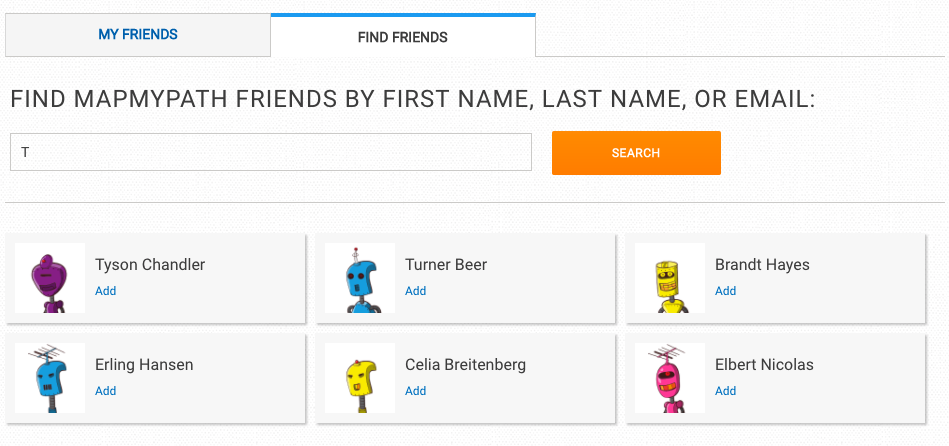 MY FRIENDS
FIND FRIENDS
FIND MAPMYPATH FRIENDS BY FIRST NAME, LAST NAME, OR EMAIL:
T
SEARCH
Tyson Chandler
Add
Turner Beer
Add
Brandt Hayes
Add
Erling Hansen
Add
Celia Breitenberg
Add
Elbert Nicolas
Add